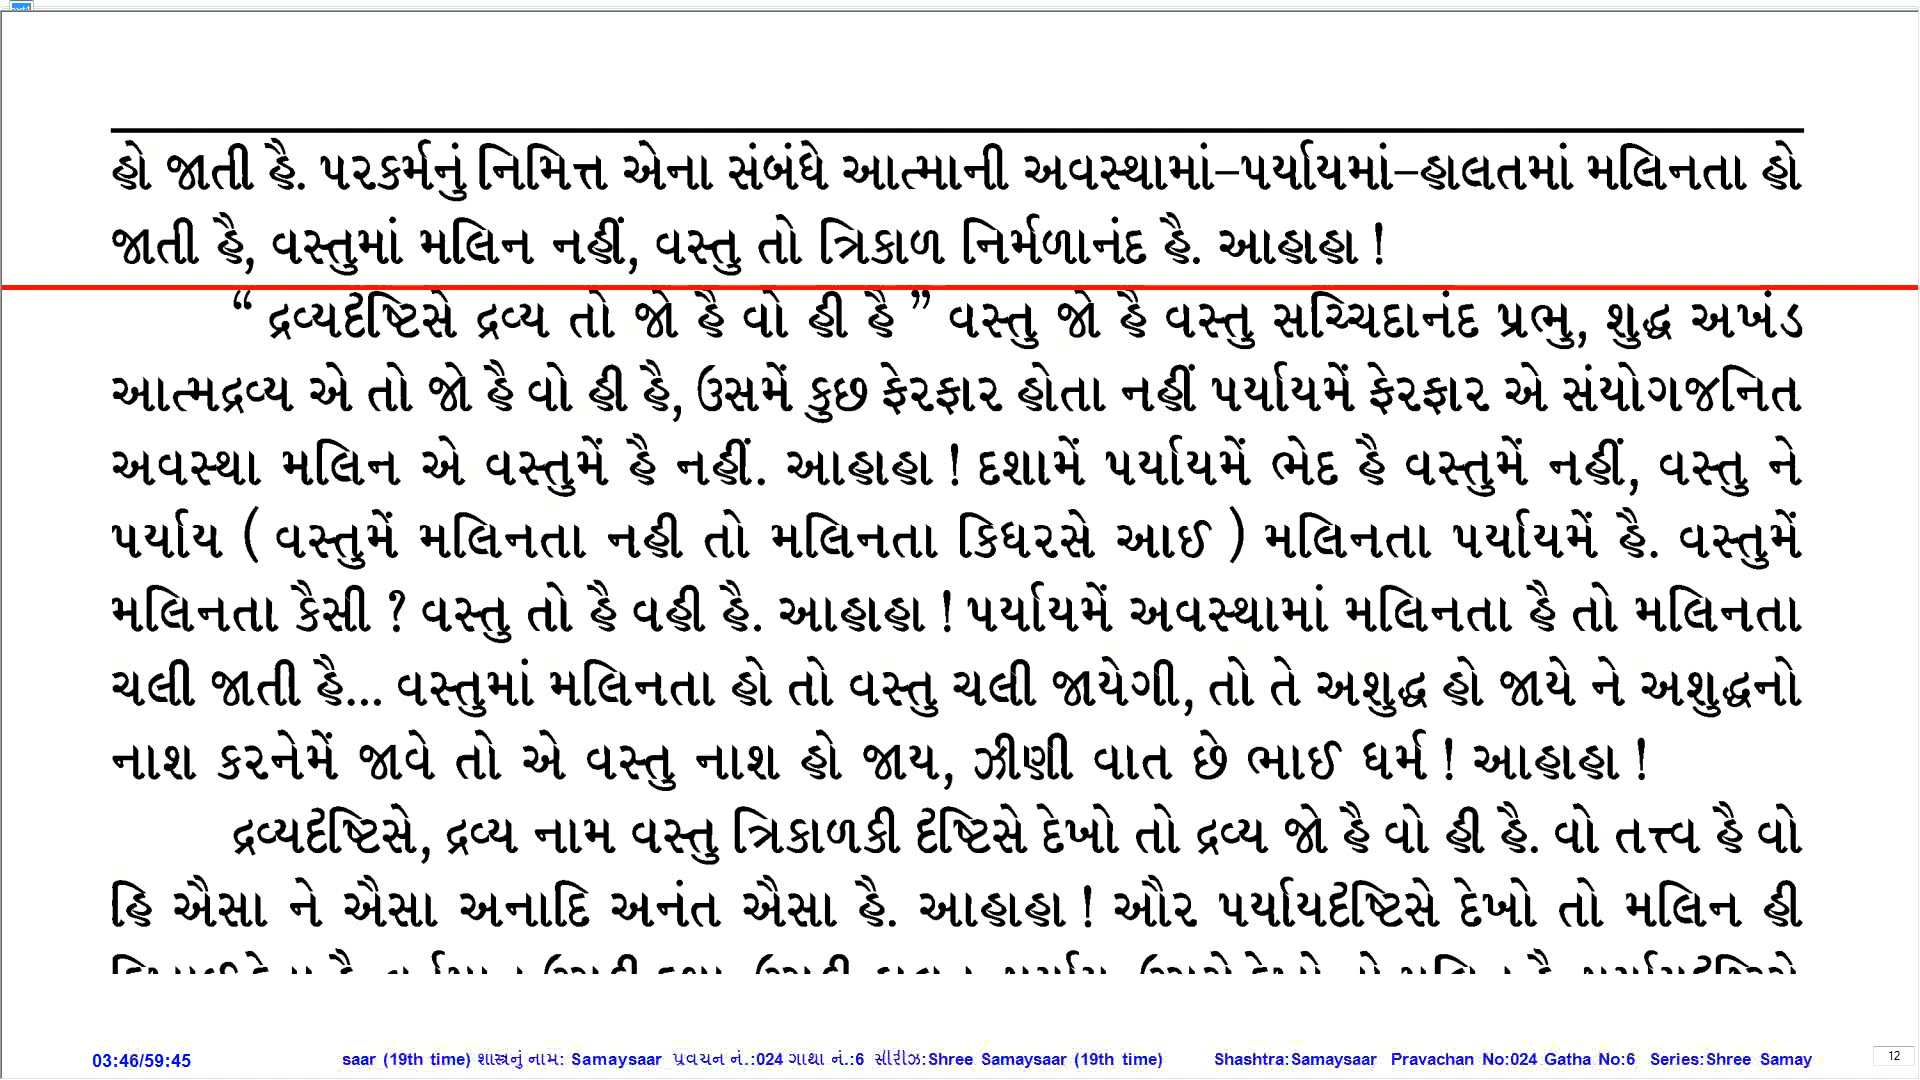 હો જાતી હૈ. પરકર્મનું નિમિત્ત એના સંબંધે આત્માની અવસ્થામાં–પર્યાયમાં–હાલતમાં મલિનતા હો
જાતી હૈ, વસ્તુમાં મલિન નહીં, વસ્તુ તો ત્રિકાળ નિર્મળાનંદ હૈ. આહાહા !
“ દ્રવ્યદૃષ્ટિસે દ્રવ્ય તો જો હૈ વો હી હૈ ” વસ્તુ જો હૈ વસ્તુ સચ્ચિદાનંદ પ્રભુ, શુદ્ધ અખંડ
આત્મદ્રવ્ય એ તો જો હૈ વો હી હૈ, ઉસમેં કુછ ફેરફાર હોતા નહીં પર્યાયમેં ફેરફાર એ સંયોગજનિત
અવસ્થા મલિન એ વસ્તુમેં હૈ નહીં. આહાહા ! દશામેં પર્યાયમેં ભેદ હૈ વસ્તુમેં નહીં, વસ્તુ ને
પર્યાય ( વસ્તુમેં મલિનતા નહી તો મલિનતા કિધરસે આઈ ) મલિનતા પર્યાયમેં હૈ. વસ્તુમેં
મલિનતા કૈસી ? વસ્તુ તો હૈ વહી હૈ. આહાહા ! પર્યાયમેં અવસ્થામાં મલિનતા હૈ તો મલિનતા
ચલી જાતી હૈ... વસ્તુમાં મલિનતા હો તો વસ્તુ ચલી જાયેગી, તો તે અશુદ્ધ હો જાયે ને અશુદ્ધનો
નાશ કરનેમેં જાવે તો એ વસ્તુ નાશ હો જાય, ઝીણી વાત છે ભાઈ ધર્મ ! આહાહા !
દ્રવ્યદૃષ્ટિસે, દ્રવ્ય નામ વસ્તુ ત્રિકાળકી દૃષ્ટિસે દેખો તો દ્રવ્ય જો હૈ વો હી હૈ. વો તત્ત્વ હૈ વો
હિ ઐસા ને ઐસા અનાદિ અનંત ઐસા હૈ. આહાહા ! ઔર પર્યાયદૃષ્ટિસે દેખો તો મલિન હી
03:46/59:45 saar (19th time) શાસ્ત્રનું નામ: Samaysaar પ્રવચન નં.:024 ગાથા નં.:6 સીરીઝ:Shree Samaysaar (19th time) Shashtra:Samaysaar Pravachan No:024 Gatha No:6 Series:Shree Samay 12